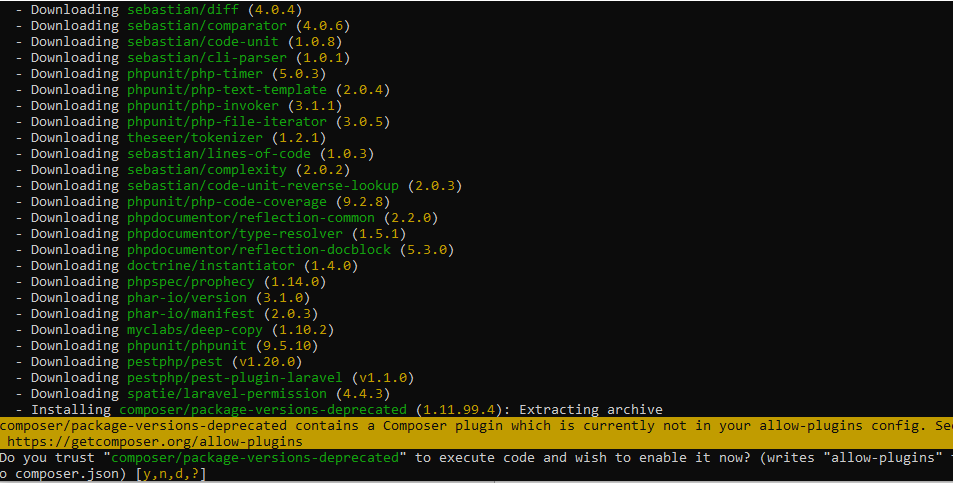 - Downloading sebastian/diff (4.0.4)
- Downloading sebastian/comparator (4.0.6)
- Downloading sebastian/code-unit (1.0.8)
- Downloading sebastian/cli-parser (1.0.1)
- Downloading phpunit/php-timer (5.0.3)
- Downloading phpunit/php-text-template (2.0.4)
- Downloading phpunit/php-invoker (3.1.1)
- Downloading phpunit/php-file-iterator (3.0.5)
- Downloading theseer/tokenizer (1.2.1)
- Downloading sebastian/lines-of-code (1.0.3)
- Downloading sebastian/complexity (2.0.2)
- Downloading sebastian/code-unit-reverse-lookup (2.0.3)
- Downloading phpunit/php-code-coverage (9.2.8)
- Downloading phpdocumentor/reflection-common (2.2.0)
- Downloading phpdocumentor/type-resolver (1.5.1)
- Downloading phpdocumentor/reflection-docblock (5.3.0)
- Downloading doctrine/instantiator (1.4.0)
- Downloading phpspec/prophecy (1.14.0)
- Downloading phar-io/version (3.1.0)
- Downloading phar-io/manifest (2.0.3)
- Downloading myclabs/deep-copy (1.10.2)
- Downloading phpunit/phpunit (9.5.10)
- Downloading pestphp/pest (v1.20.0)
- Downloading pestphp/pest-plugin-laravel (v1.1.0)
- Downloading spatie/laravel-permission (4.4.3)
- Installing composer/package-versions-deprecated (1.11.99.4): Extracting archive
composer/package-versions-deprecated contains a Composer plugin which is currently not in your allow-plugins config. Se
https://getcomposer.org/allow-plugins
Do you trust "composer/package-versions-deprecated" to execute code and wish to enable it now? (writes "allow-plugins"
o composer.json) [y,n,d,?]